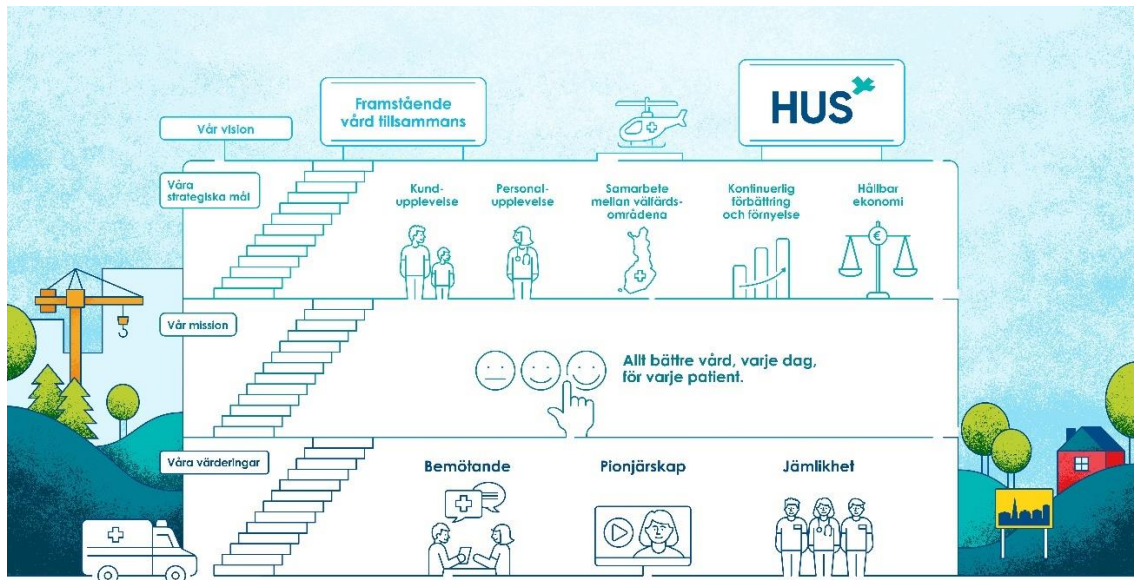 Framstående
vård tillsammans
HUS
Vår vision
Våra
strategiska mål
Kund-
upplevelse
Personal-
upplevelse
Samarbete
mellan välfärds-
områdena
Kontinuerlig
förbättring
och förnyelse
Hållbar
ekonomi
€
Vår mission
Allt bättre vård, varje dag,
för varje patient.
Våra värderingar
Bemötande
Pionjärskap
Jämlikhet